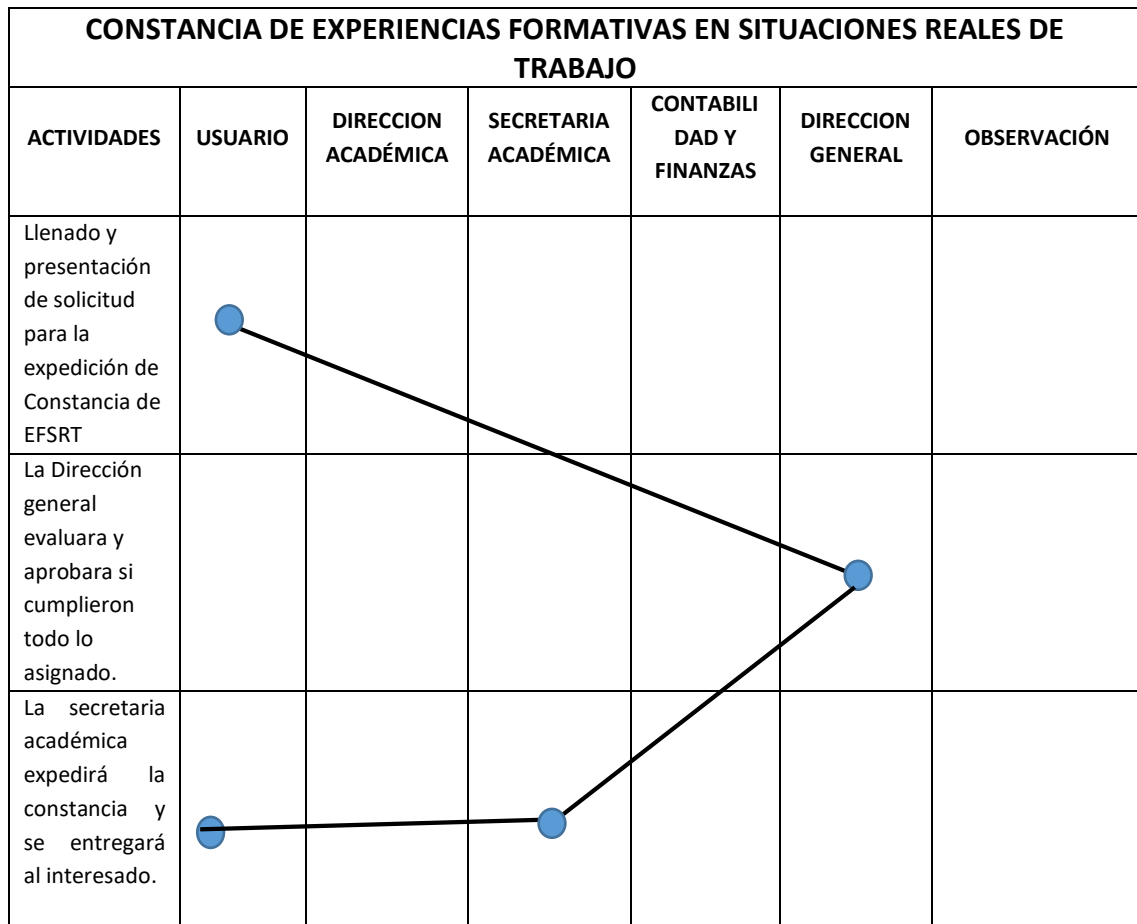 CONSTANCIA DE EXPERIENCIAS FORMATIVAS EN SITUACIONES REALES DE
TRABAJO
ACTIVIDADES
USUARIO
DIRECCION
ACADÉMICA
SECRETARIA
ACADÉMICA
CONTABILI
DAD Y
FINANZAS
DIRECCION
GENERAL
OBSERVACIÓN
Llenado y
presentación
de solicitud
para la
expedición de
Constancia de
EFSRT
La Dirección
general
evaluara y
aprobara si
cumplieron
todo lo
asignado.
La secretaria
académica
expedirá la
constancia y
se entregará
al interesado.